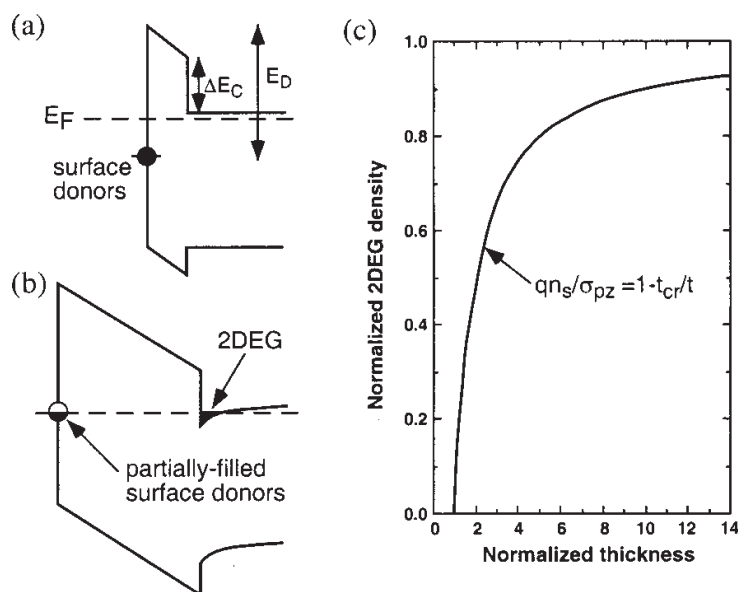 (a)
ΔE_C
E_D
E_F
surface
donors
(b)
2DEG
partially-filled
surface donors
(c)
Normalized 2DEG density
1.0
0.8
0.6
0.4
0.2
0.0
qn_s/σ_pz = 1-t_cr/t
0 2 4 6 8 10 12 14
Normalized thickness